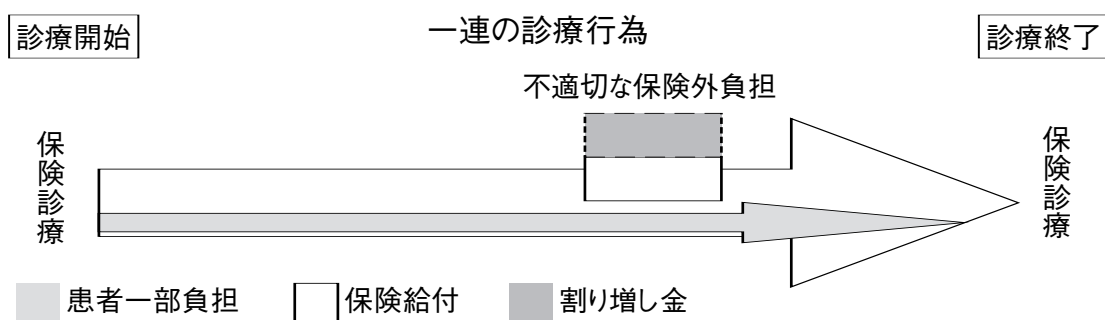 診療開始
一連の診療行為
診療終了
不適切な保険外負担
保険診療
保険診療
患者一部負担
保険給付
割り増し金